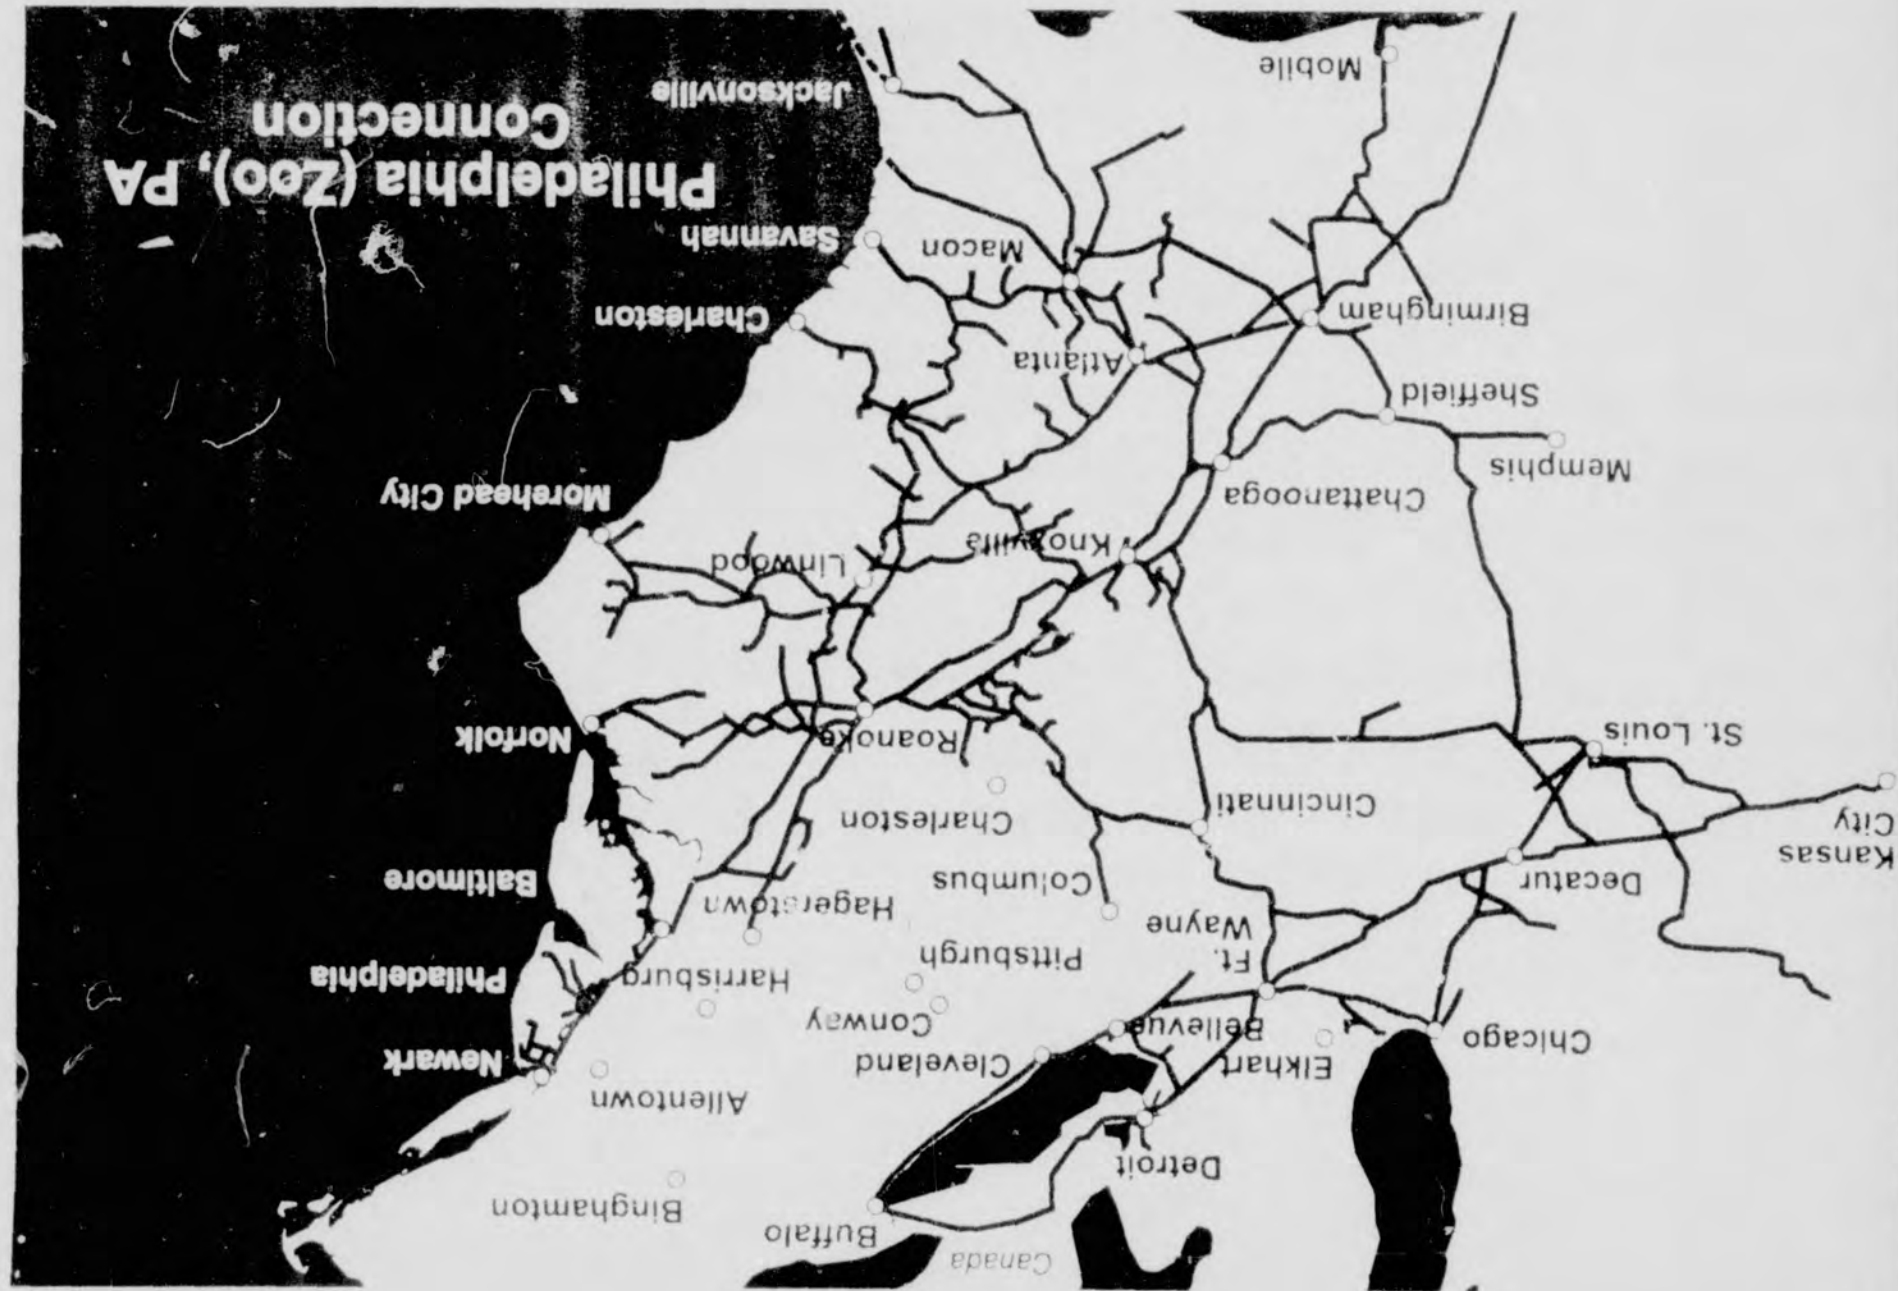 Canada
Buffalo
Binghamton
Detroit
Allentown
Newark
Cleveland
Elkhart
Chicago
Bellevue
Conway
Harrisburg
Philadelphia
Pittsburgh
Ft.
Wayne
Hagerstown
Baltimore
Columbus
Decatur
Kansas
City
Charleston
Cincinnati
St. Louis
Roanoke
Norfolk
Linwood
Knoxville
Morehead City
Chattanooga
Memphis
Sheffield
Atlanta
Birmingham
Charleston
Macon
Savannah
Philadelphia (Zoo), PA
Connection
Jacksonville
Mobile